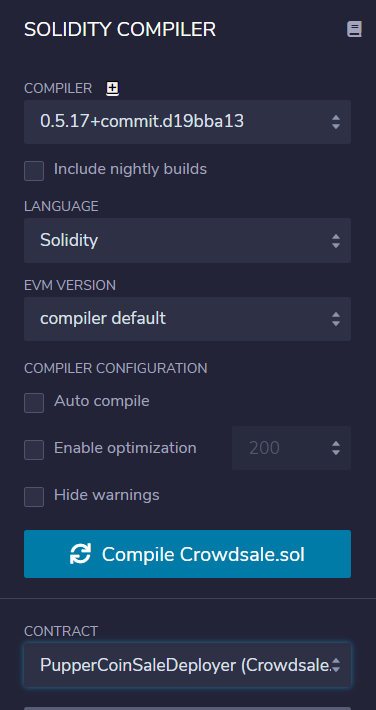 SOLIDITY COMPILER
COMPILER
0.5.17+commit.d19bba13
Include nightly builds
LANGUAGE
Solidity
EVM VERSION
compiler default
COMPILER CONFIGURATION
Auto compile
Enable optimization 200
Hide warnings
Compile Crowdsale.sol
CONTRACT
PupperCoinSaleDeployer (Crowdsale.